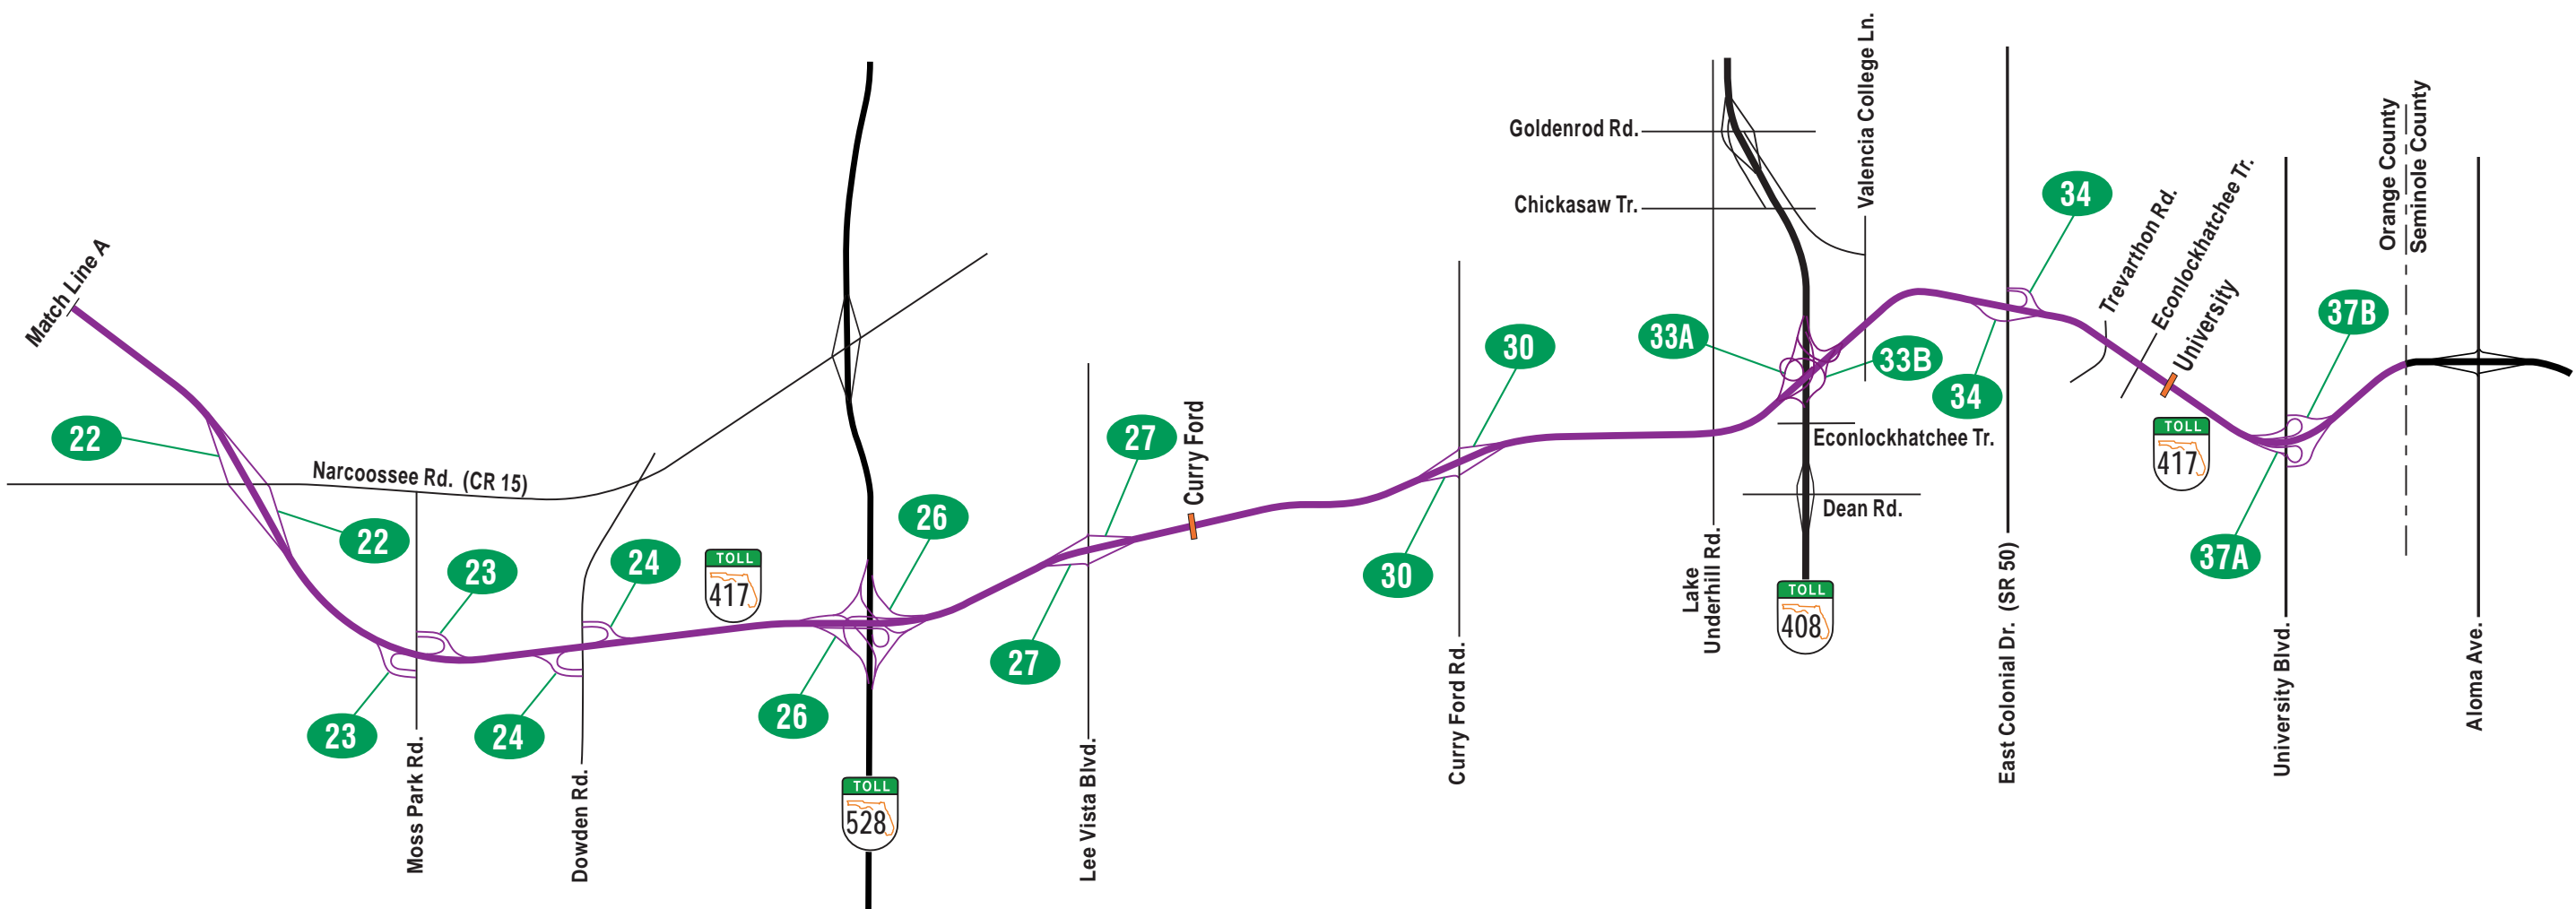 Match Line A
22
Narcoossee Rd. (CR 15)
22
23
23
Moss Park Rd.
24
24
Dowden Rd.
TOLL
417
26
26
TOLL
528
27
27
Lee Vista Blvd.
Curry Ford
30
30
Curry Ford Rd.
Goldenrod Rd.
Chickasaw Tr.
Valencia College Ln.
33A
33B
Econlockhatchee Tr.
Dean Rd.
Lake
Underhill Rd.
TOLL
408
34
34
East Colonial Dr. (SR 50)
Trevarthon Rd.
Econlockhatchee Tr.
University
TOLL
417
37B
37A
University Blvd.
Orange County
Seminole County
Aloma Ave.